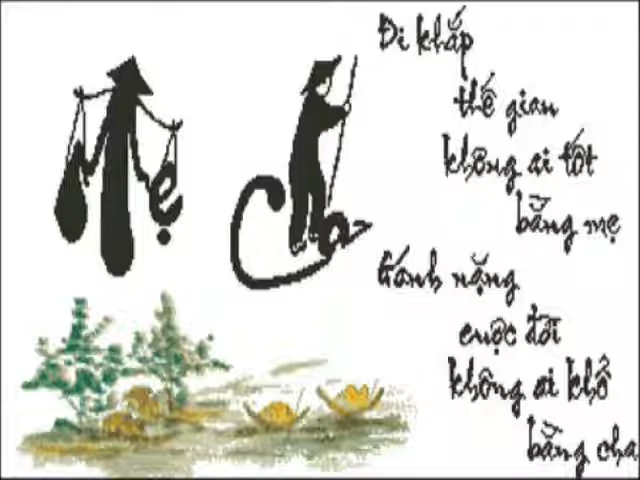 Mẹ Cha
Đi khắp
thế gian
không ai tốt
bằng mẹ
Gánh nặng
cuộc đời
không ai khổ
bằng cha